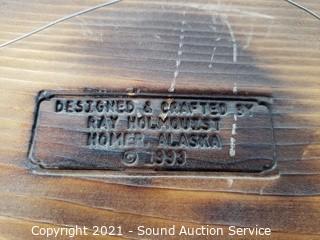 DESIGNED & CRAFTED BY
RAY HOLMQUIST
HOMER, ALASKA
© 1993
Copyright 2021 - Sound Auction Service